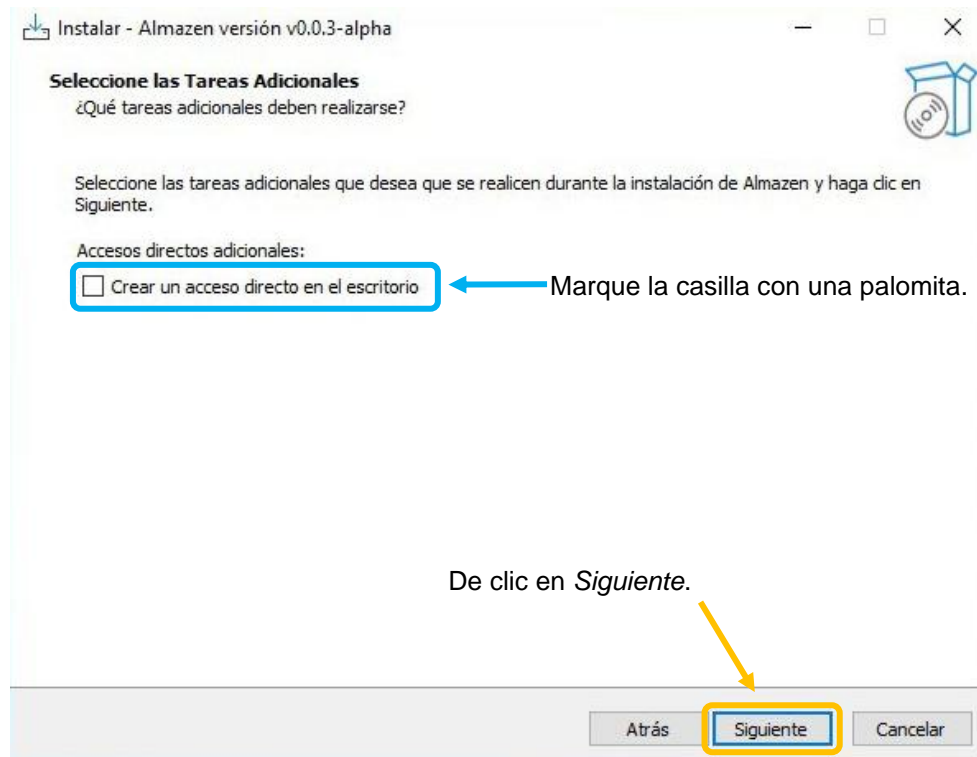 Instalar - Almazen versión v0.0.3-alpha
Seleccione las Tareas Adicionales
¿Qué tareas adicionales deben realizarse?
Seleccione las tareas adicionales que desea que se realicen durante la instalación de Almazen y haga clic en
Siguiente.
Accesos directos adicionales:
Crear un acceso directo en el escritorio
Marque la casilla con una palomita.
De clic en Siguiente.
Atrás Siguiente Cancelar